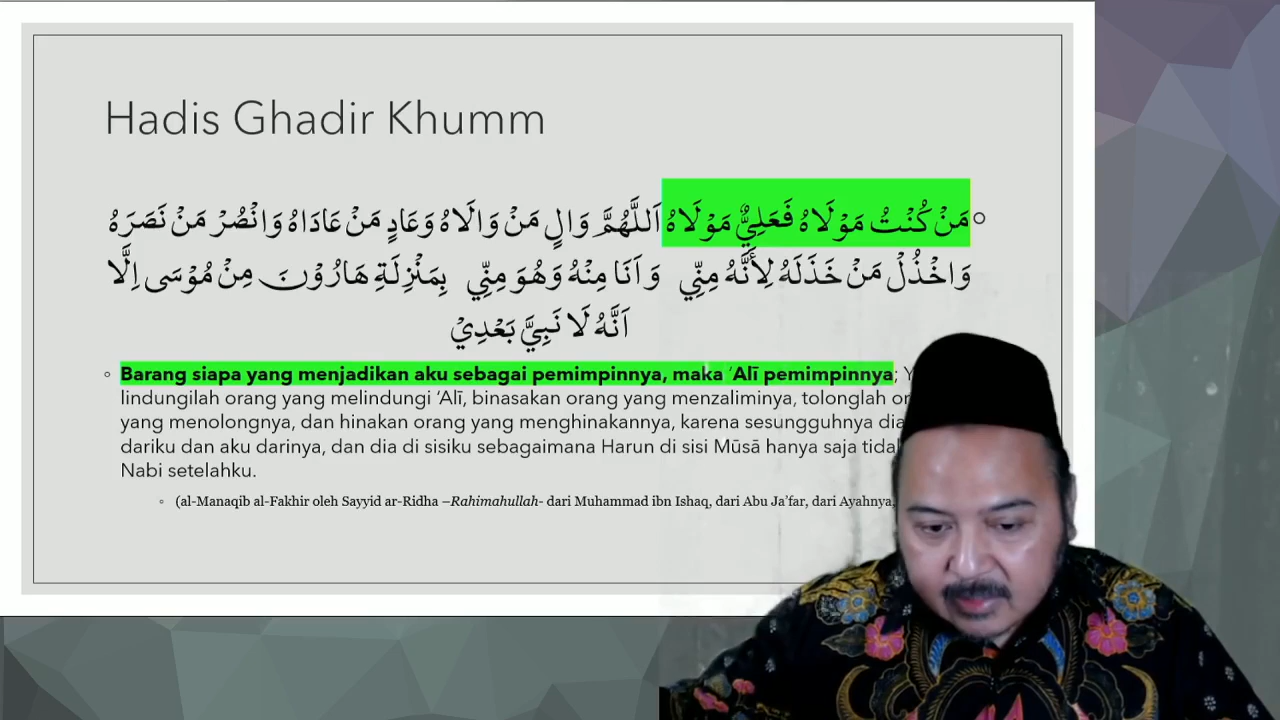 Hadis Ghadir Khumm
مَنْ كُنْتُ مَوْلَاهُ فَعَلِيٌّ مَوْلَاهُ اَللَّهُمَّ وَالِ مَنْ وَالَاهُ وَعَادِ مَنْ عَادَاهُ وَانْصُرْ مَنْ نَصَرَهُ
وَاخْذُلْ مَنْ خَذَلَهُ لِأَنَّهُ مِنِّي وَ اَنَا مِنْهُ وَهُوَ مِنِّي بِمَنْزِلَةِ هَارُوْنَ مِنْ مُوْسَى اِلَّا
اَنَّهُ لَا نَبِيَّ بَعْدِيْ
Barang siapa yang menjadikan aku sebagai pemimpinnya, maka ‘Alī pemimpinnya;
lindungilah orang yang melindungi ‘Alī, binasakan orang yang menzaliminya, tolonglah
yang menolongnya, dan hinakan orang yang menghinakannya, karena sesungguhnya dia
dariku dan aku darinya, dan dia di sisiku sebagaimana Harun di sisi Mūsā hanya saja
Nabi setelahku.
(al-Manaqib al-Fakhir oleh Sayyid ar-Ridha –Rahimahullah- dari Muhammad ibn Ishaq, dari Abu Ja’far, dari Ayahnya,